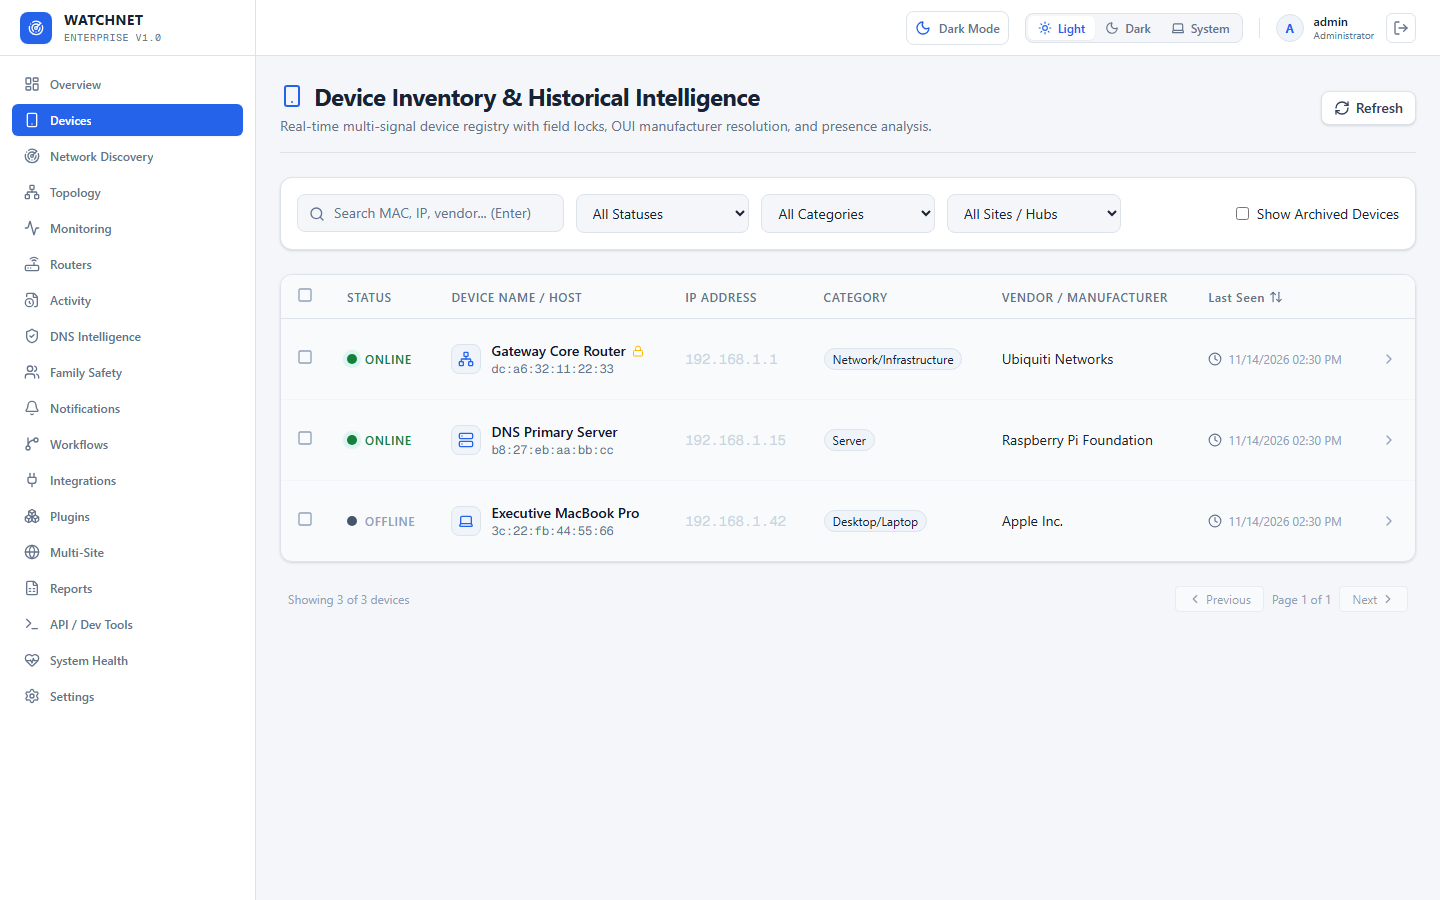 WATCHNET
ENTERPRISE V1.0
Dark Mode
Light
Dark
System
A
admin
Administrator
Overview
Devices
Network Discovery
Topology
Monitoring
Routers
Activity
DNS Intelligence
Family Safety
Notifications
Workflows
Integrations
Plugins
Multi-Site
Reports
API / Dev Tools
System Health
Settings
Device Inventory & Historical Intelligence
Real-time multi-signal device registry with field locks, OUI manufacturer resolution, and presence analysis.
Refresh
Search MAC, IP, vendor... (Enter)
All Statuses
All Categories
All Sites / Hubs
Show Archived Devices
STATUS DEVICE NAME / HOST IP ADDRESS CATEGORY VENDOR / MANUFACTURER Last Seen
ONLINE Gateway Core Router 192.168.1.1 Network/Infrastructure Ubiquiti Networks 11/14/2026 02:30 PM
dc:a6:32:11:22:33
ONLINE DNS Primary Server 192.168.1.15 Server Raspberry Pi Foundation 11/14/2026 02:30 PM
b8:27:eb:aa:bb:cc
OFFLINE Executive MacBook Pro 192.168.1.42 Desktop/Laptop Apple Inc. 11/14/2026 02:30 PM
3c:22:fb:44:55:66
Showing 3 of 3 devices
Previous
Page 1 of 1
Next